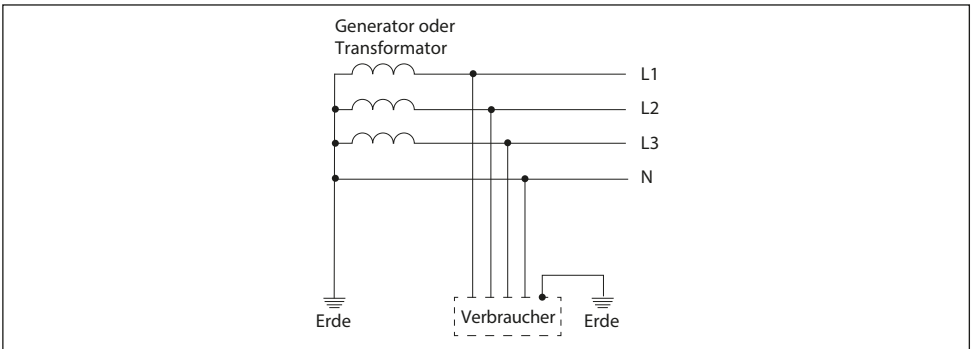 Generator oder
Transformator
L1
L2
L3
N
Erde
Verbraucher
Erde